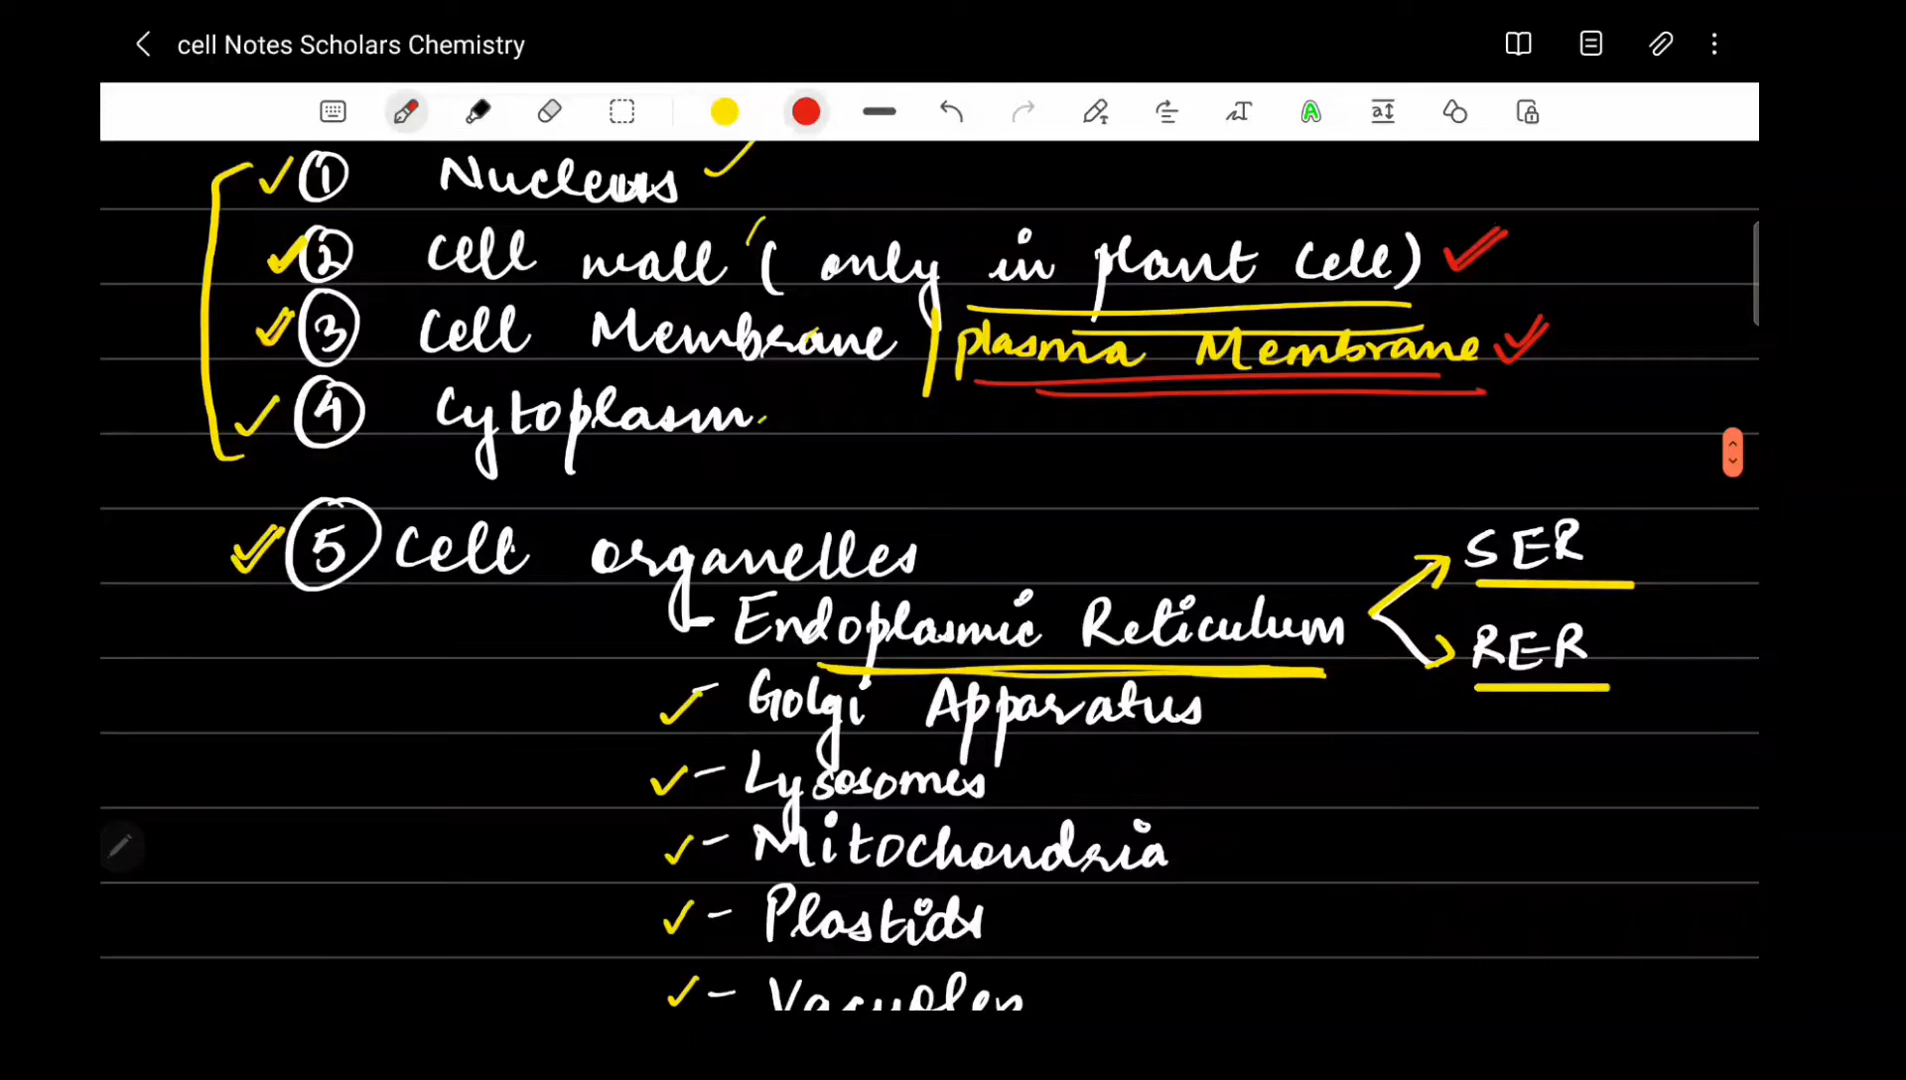 cell Notes Scholars Chemistry
① Nucleus
② Cell wall ( only in plant cell)
③ Cell Membrane / plasma Membrane
④ Cytoplasm
⑤ Cell organelles
SER
- Endoplasmic Reticulum
RER
- Golgi Apparatus
- Lysosomes
- Mitochondria
- Plastids
- Vacuoles